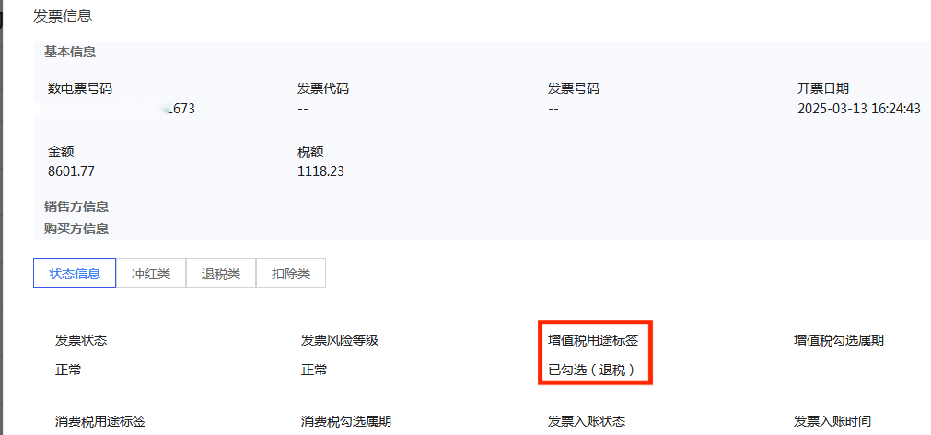 发票信息
基本信息
数电票号码 发票代码 发票号码 开票日期
1673 -- -- 2025-03-13 16:24:43
金额 税额
8601.77 1118.23
销售方信息
购买方信息
状态信息 冲红类 退税类 扣除类
发票状态 发票风险等级 增值税用途标签 增值税勾选属期
正常 正常 已勾选（退税）
消费税用途标签 消费税勾选属期 发票入账状态 发票入账时间